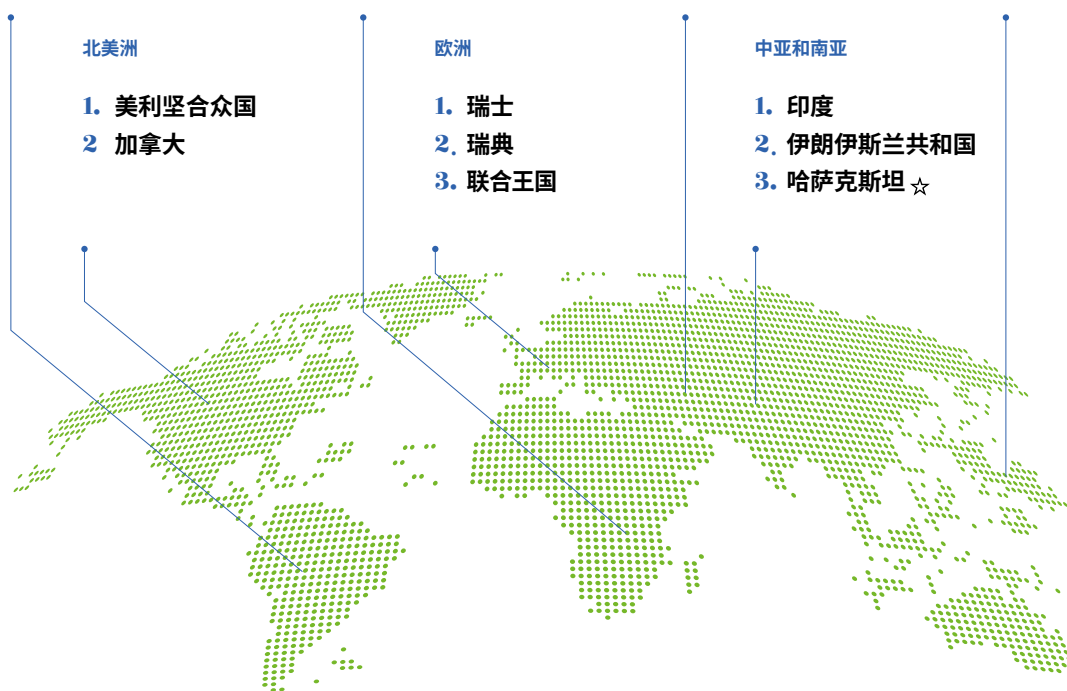 北美洲
1. 美利坚合众国
2 加拿大
欧洲
1. 瑞士
2. 瑞典
3. 联合王国
中亚和南亚
1. 印度
2. 伊朗伊斯兰共和国
3. 哈萨克斯坦 ☆